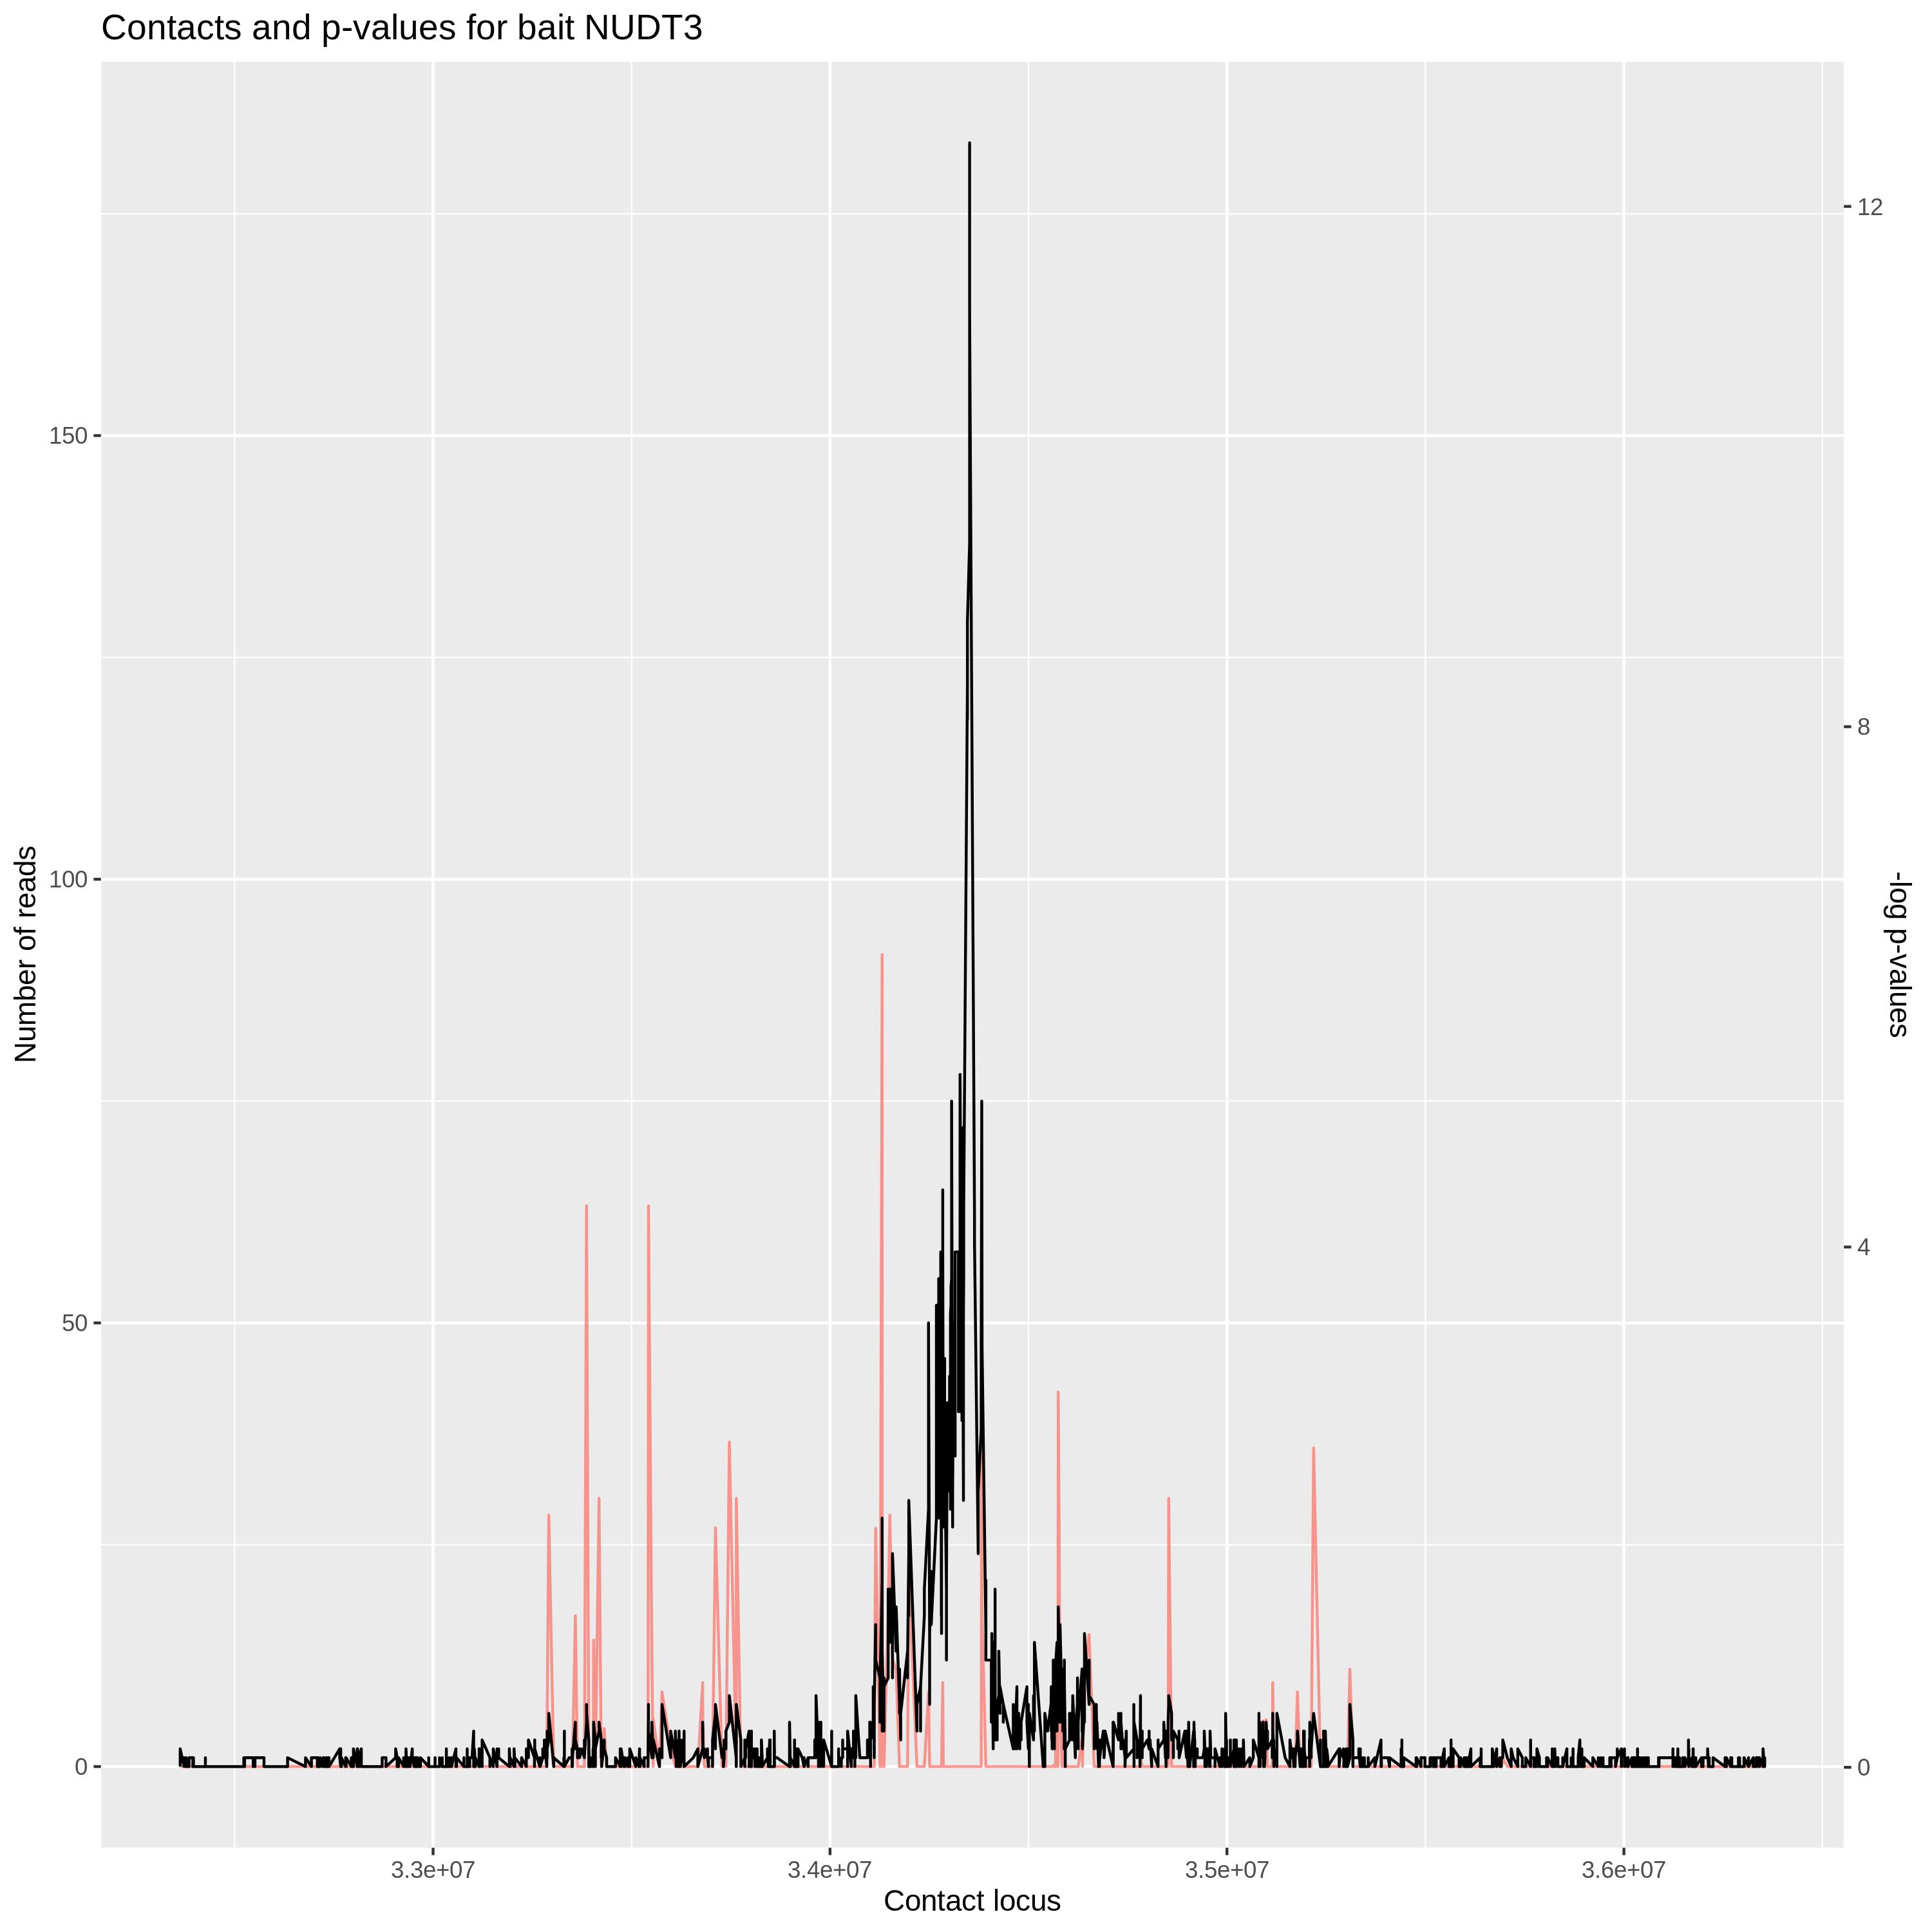 Contacts and p-values for bait NUDT3
Number of reads
150
100
50
0
12
8
4
0
-log p-values
3.3e+07
3.4e+07
3.5e+07
3.6e+07
Contact locus